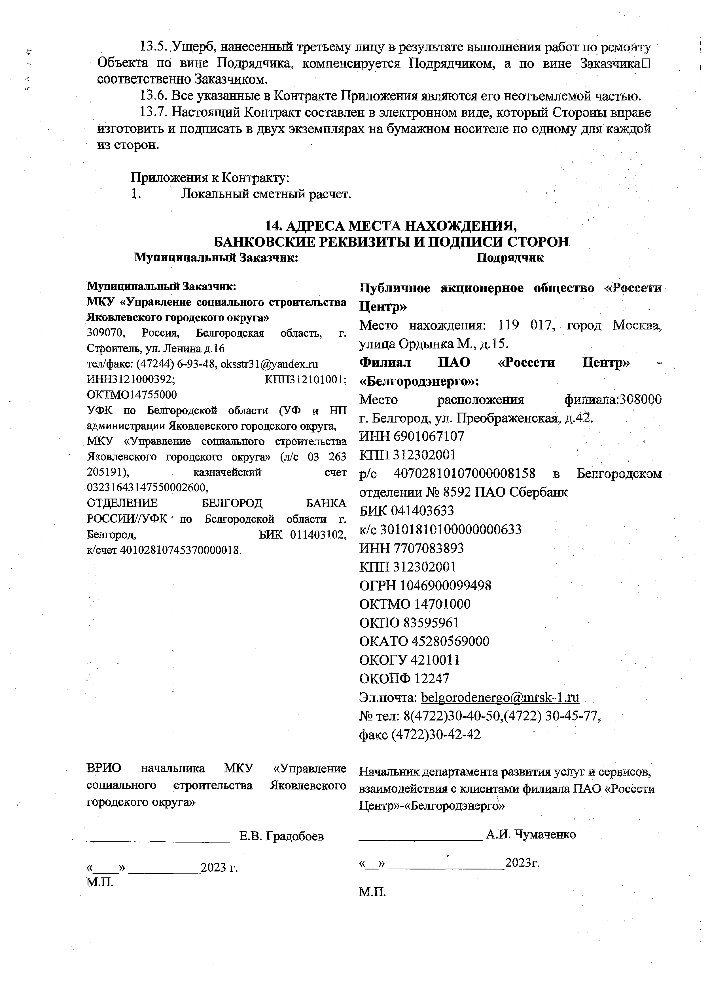 13.5. Ущерб, нанесенный третьему лицу в результате выполнения работ по ремонту
Объекта по вине Подрядчика, компенсируется Подрядчиком, а по вине Заказчика
соответственно Заказчиком.
13.6. Все указанные в Контракте Приложения являются его неотъемлемой частью.
13.7. Настоящий Контракт составлен в электронном виде, который Стороны вправе
изготовить и подписать в двух экземплярах на бумажном носителе по одному для каждой
из сторон.
Приложения к Контракту:
1. Локальный сметный расчет.
14. АДРЕСА МЕСТА НАХОЖДЕНИЯ,
БАНКОВСКИЕ РЕКВИЗИТЫ И ПОДПИСИ СТОРОН
Муниципальный Заказчик: Подрядчик
Муниципальный Заказчик:
МКУ «Управление социального строительства
Яковлевского городского округа»
309070, Россия, Белгородская область, г.
Строитель, ул. Ленина д.16
тел/факс: (47244) 6-93-48, oksstr31@yandex.ru
ИНН3121000392; КПП312101001;
ОКТМО14755000
УФК по Белгородской области (УФ и НП
администрации Яковлевского городского округа,
МКУ «Управление социального строительства
Яковлевского городского округа» (л/с 03 263
205191), казначейский счет
03231643147550002600,
ОТДЕЛЕНИЕ БЕЛГОРОД БАНКА
РОССИИ//УФК по Белгородской области г.
Белгород, БИК 011403102,
к/счет 40102810745370000018.
Публичное акционерное общество «Россети
Центр»
Место нахождения: 119 017, город Москва,
улица Ордынка М., д.15.
Филиал ПАО «Россети Центр» -
«Белгородэнерго»:
Место расположения филиала:308000
г. Белгород, ул. Преображенская, д.42.
ИНН 6901067107
КПП 312302001
р/с 40702810107000008158 в Белгородском
отделении № 8592 ПАО Сбербанк
БИК 041403633
к/с 30101810100000000633
ИНН 7707083893
КПП 312302001
ОГРН 1046900099498
ОКТМО 14701000
ОКПО 83595961
ОКАТО 45280569000
ОКОГУ 4210011
ОКОПФ 12247
Эл.почта: belgorodenergo@mrsk-1.ru
№ тел: 8(4722)30-40-50,(4722) 30-45-77,
факс (4722)30-42-42
ВРИО начальника МКУ «Управление
социального строительства Яковлевского
городского округа»
____ Е.В. Градобоев
«____» ___________2023 г.
М.П.
Начальник департамента развития услуг и сервисов,
взаимодействия с клиентами филиала ПАО «Россети
Центр»-«Белгородэнерго»
____ А.И. Чумаченко
«__» __________________2023г.
М.П.